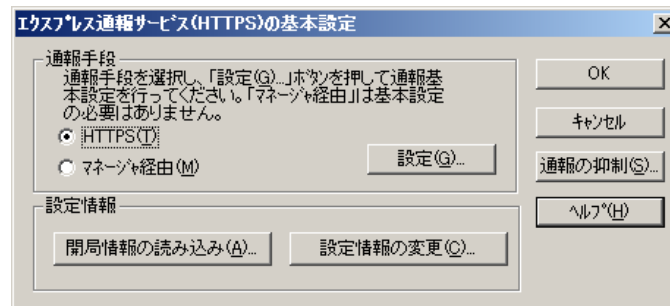 ｴｸｽﾌﾟﾚｽ通報ｻｰﾋﾞｽ(HTTPS)の基本設定
通報手段
通報手段を選択し、｢設定(G)...｣ﾎﾞﾀﾝを押して通報基
本設定を行ってください。｢ﾏﾈｰｼﾞｬ経由｣は基本設定
の必要はありません。
HTTPS(T)
ﾏﾈｰｼﾞｬ経由(M)
設定(G)...
設定情報
開局情報の読み込み(A)...
設定情報の変更(C)...
OK
ｷｬﾝｾﾙ
通報の抑制(S)...
ﾍﾙﾌﾟ(H)